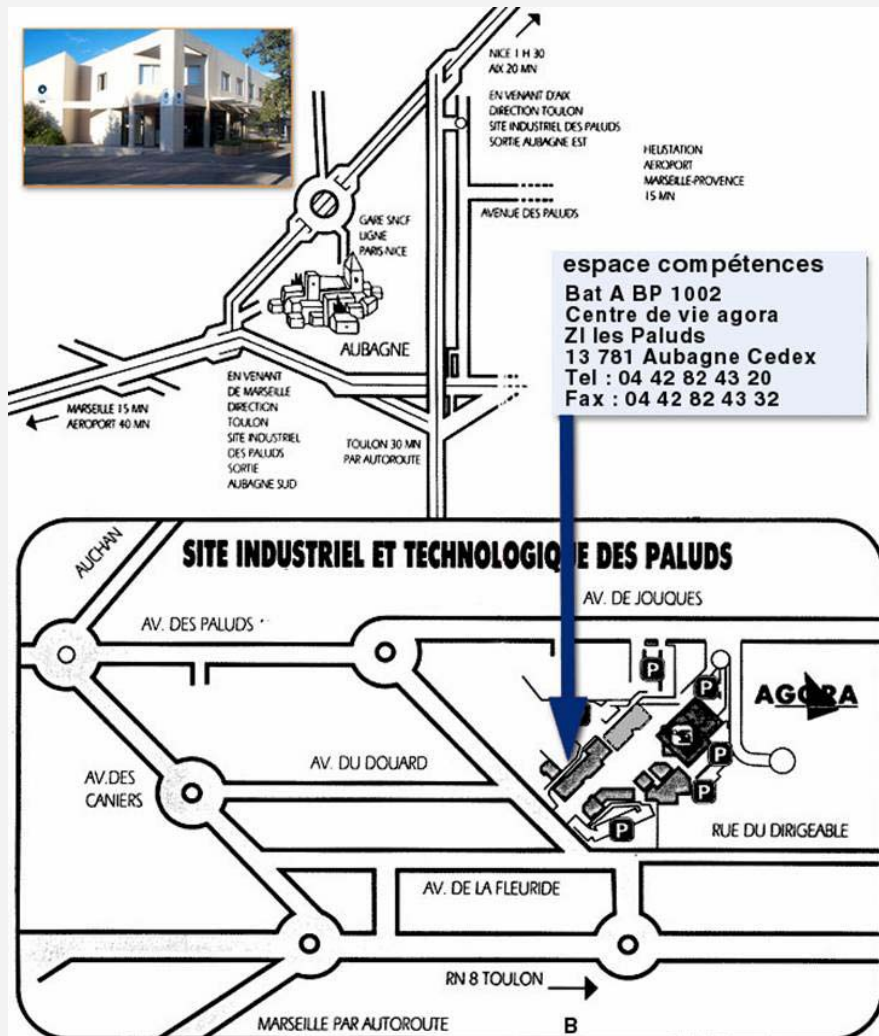 NICE 1 H 30
AIX 20 MN
EN VENANT D'AIX
DIRECTION TOULON
SITE INDUSTRIEL DES PALUDS
SORTIE AUBAGNE EST
HELISTATION
AEROPORT
MARSEILLE-PROVENCE
15 MN
AVENUE DES PALUDS
GARE SNCF
LIGNE
PARIS-NICE
espace compétences
Bat A BP 1002
Centre de vie agora
ZI les Paluds
13 781 Aubagne Cedex
Tel : 04 42 82 43 20
Fax : 04 42 82 43 32
AUBAGNE
EN VENANT
DE MARSEILLE
DIRECTION
TOULON
SITE INDUSTRIEL
DES PALUDS
SORTIE
AUBAGNE SUD
MARSEILLE 15 MN
AEROPORT 40 MN
TOULON 30 MN
PAR AUTOROUTE
AUCHAN
SITE INDUSTRIEL ET TECHNOLOGIQUE DES PALUDS
AV. DE JOUQUES
AV. DES PALUDS
P
P
AGORA
P
AV. DU DOUARD
P
AV.DES
CANIERS
P
RUE DU DIRIGEABLE
AV. DE LA FLEURIDE
RN 8 TOULON
MARSEILLE PAR AUTOROUTE
B